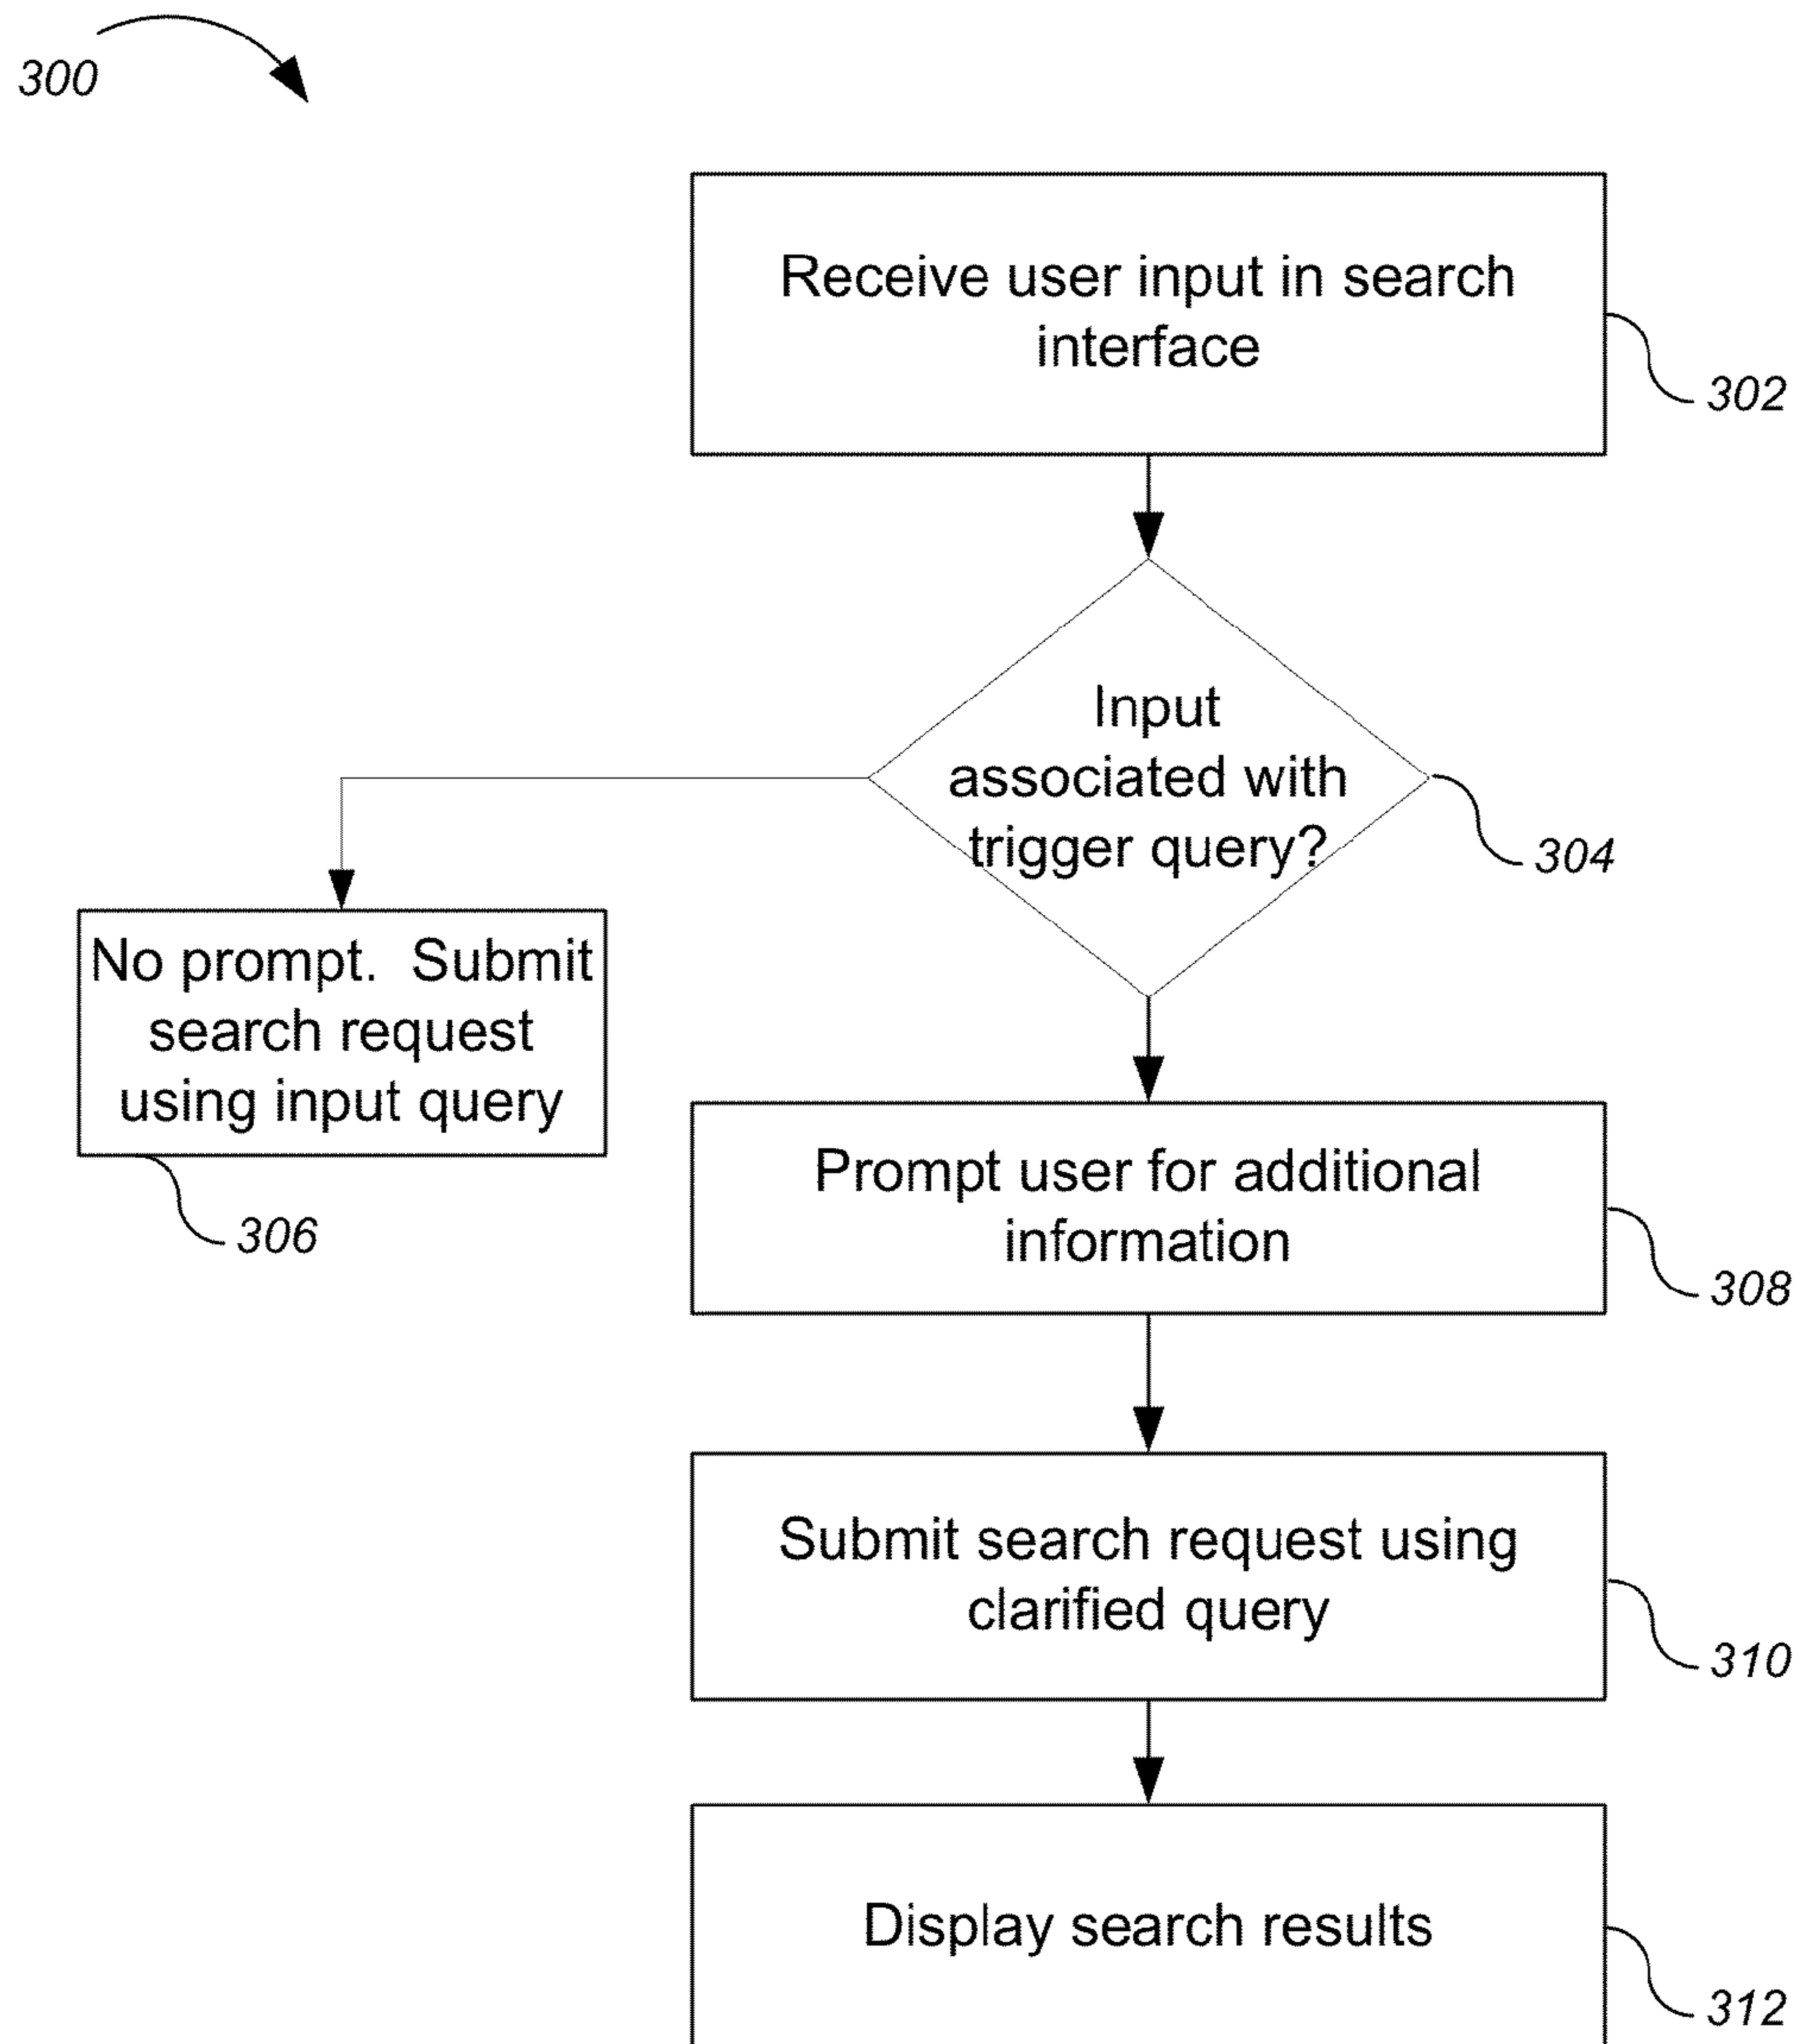 300
Receive user input in search
interface
302
Input
associated with
trigger query?
304
No prompt.  Submit
search request
using input query
306
Prompt user for additional
information
308
Submit search request using
clarified query
310
Display search results
312